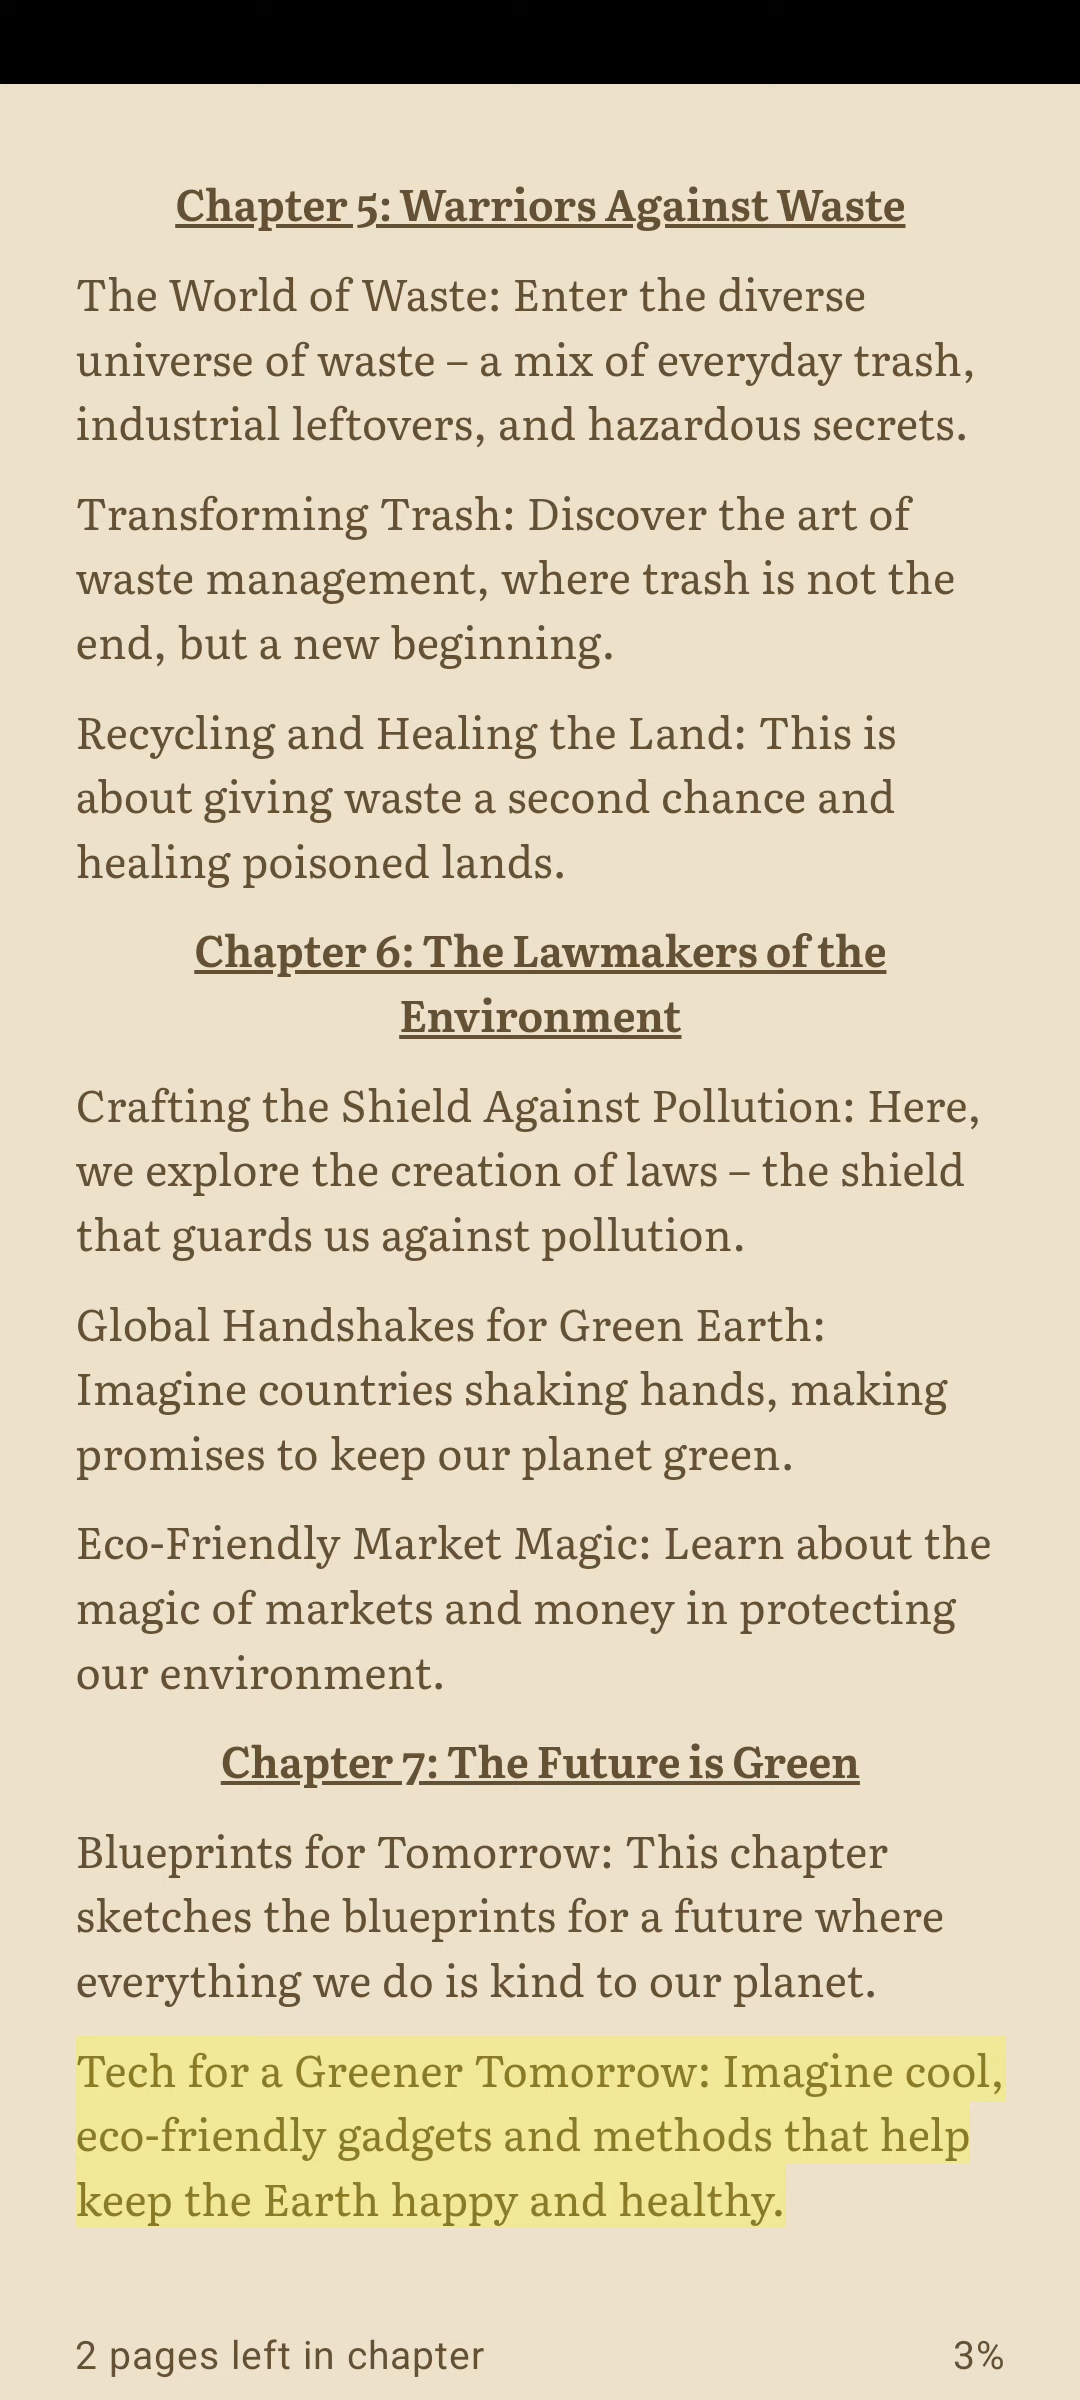 Chapter 5: Warriors Against Waste
The World of Waste: Enter the diverse
universe of waste – a mix of everyday trash,
industrial leftovers, and hazardous secrets.
Transforming Trash: Discover the art of
waste management, where trash is not the
end, but a new beginning.
Recycling and Healing the Land: This is
about giving waste a second chance and
healing poisoned lands.
Chapter 6: The Lawmakers of the
Environment
Crafting the Shield Against Pollution: Here,
we explore the creation of laws – the shield
that guards us against pollution.
Global Handshakes for Green Earth:
Imagine countries shaking hands, making
promises to keep our planet green.
Eco-Friendly Market Magic: Learn about the
magic of markets and money in protecting
our environment.
Chapter 7: The Future is Green
Blueprints for Tomorrow: This chapter
sketches the blueprints for a future where
everything we do is kind to our planet.
Tech for a Greener Tomorrow: Imagine cool,
eco-friendly gadgets and methods that help
keep the Earth happy and healthy.
2 pages left in chapter 3%